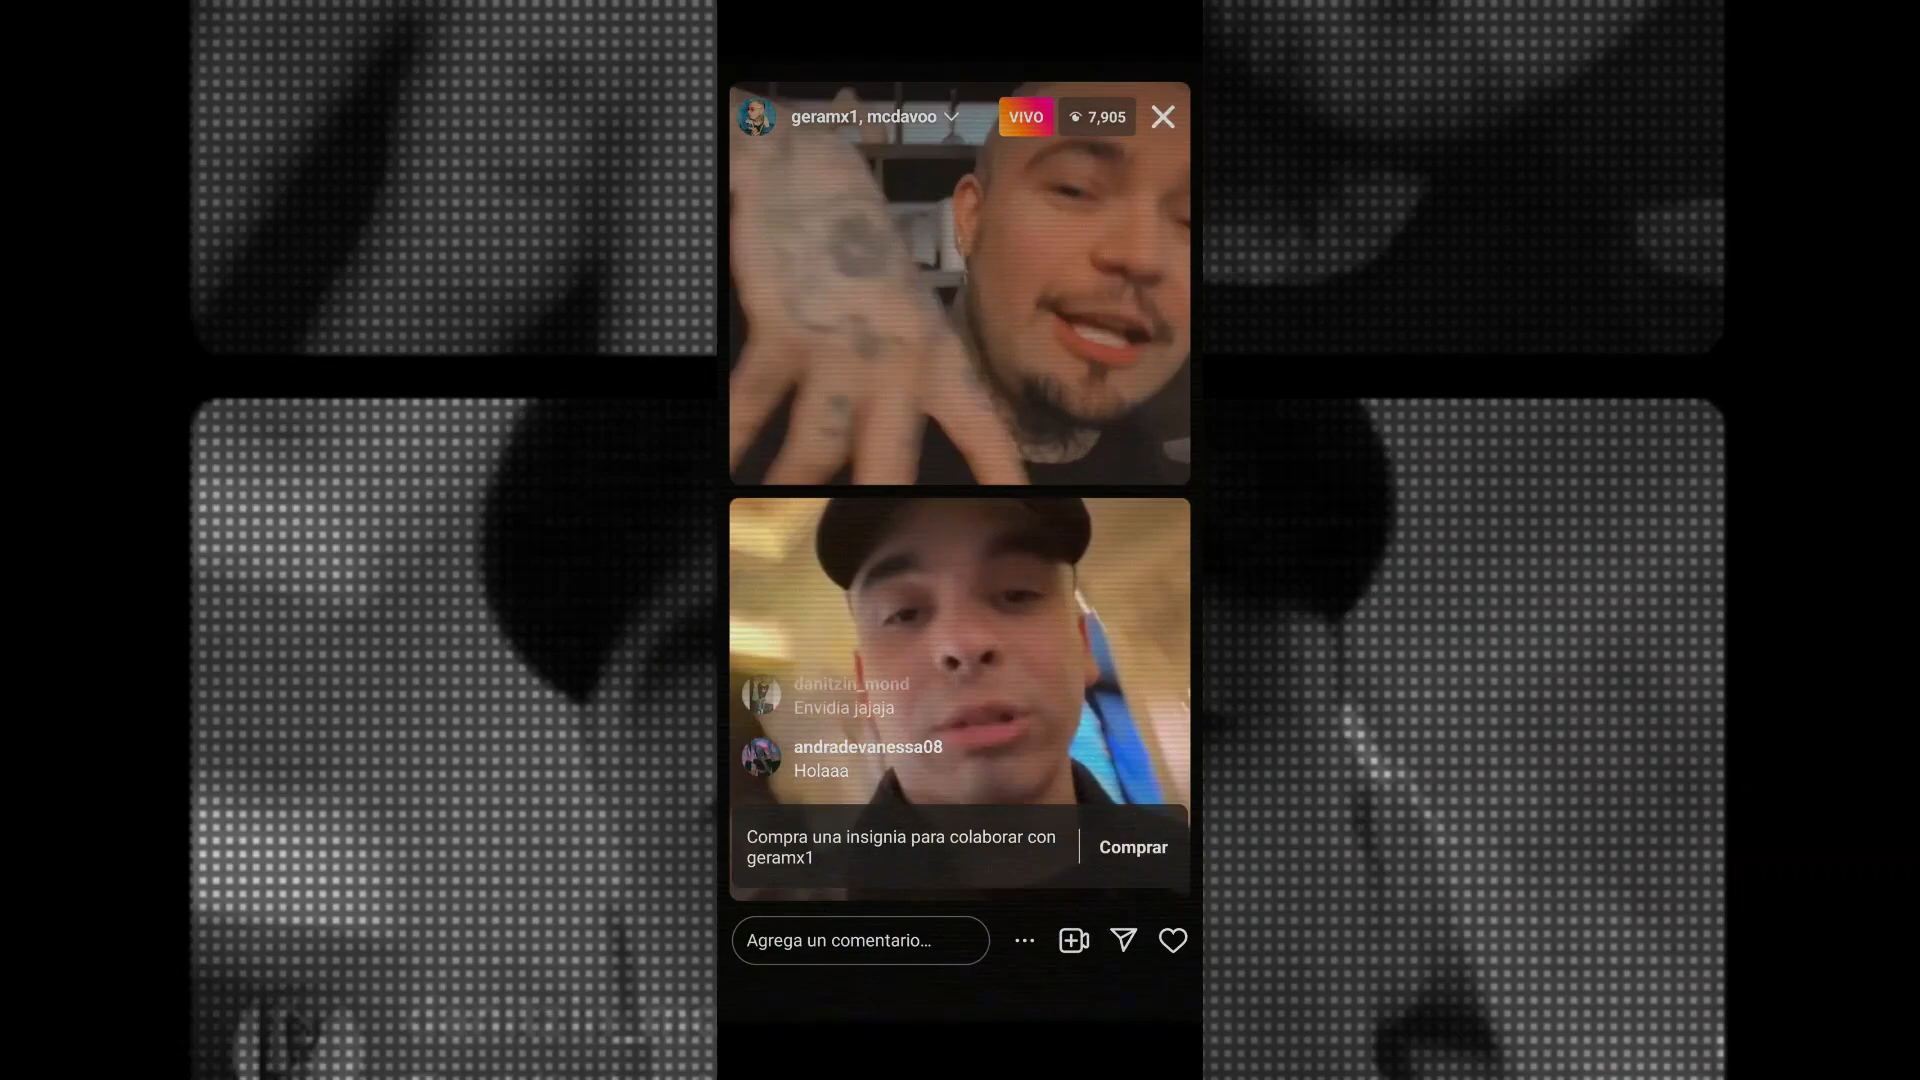 geramx1, mcdavoo
VIVO
7,905
danitzin_mond
Envidia jajaja
andradevanessa08
Holaaa
Compra una insignia para colaborar con
geramx1
Comprar
Agrega un comentario...